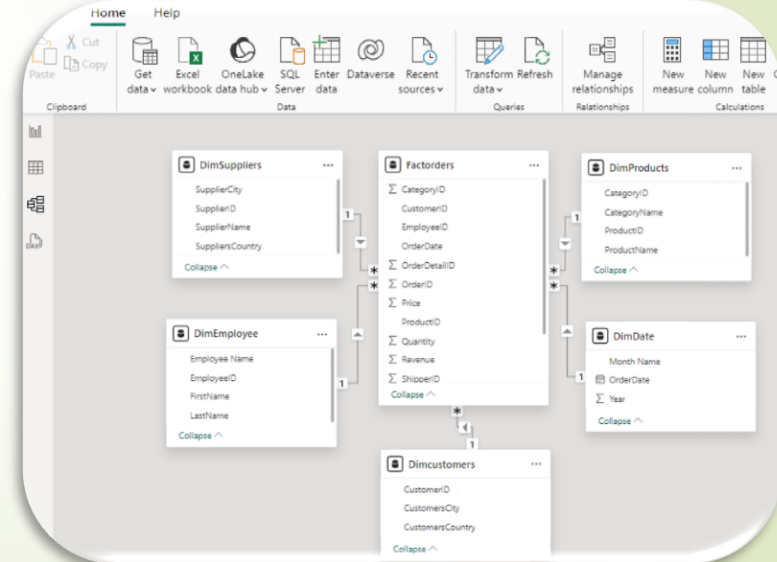 Home Help
Cut
Copy
Paste
Get data
Excel workbook
OneLake data hub
SQL Server
Enter data
Dataverse
Recent sources
Transform data
Refresh
Manage relationships
New measure
New column
New table
Clipboard
Data
Queries
Relationships
Calculations
DimSuppliers
SupplierCity
SupplierID
SupplierName
SuppliersCountry
Collapse
Factorders
CategoryID
CustomerID
EmployeeID
OrderDate
OrderDetailID
OrderID
Price
ProductID
Quantity
Revenue
ShipperID
Collapse
DimProducts
CategoryID
CategoryName
ProductID
ProductName
Collapse
DimEmployee
Employee Name
EmployeeID
FirstName
LastName
Collapse
DimDate
Month Name
OrderDate
Year
Collapse
Dimcustomers
CustomerID
CustomersCity
CustomersCountry
Collapse
1
*
1
*
1
*
1
*
1
*